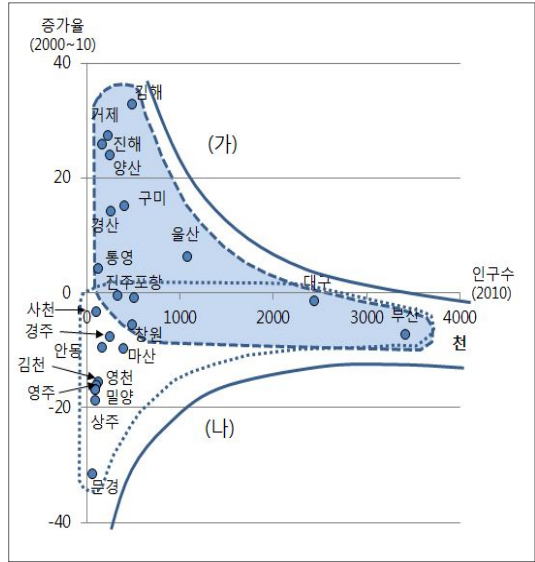 증가율
(2000~10)
40
김해
거제
진해
(가)
양산
20
구미
경산
울산
통영
진주포항
대구
인구수
(2010)
0
사천
0
1000
2000
3000
4000
부산
천
경주
창원
안동
마산
김천
영천
영주
밀양
-20
상주
(나)
문경
-40